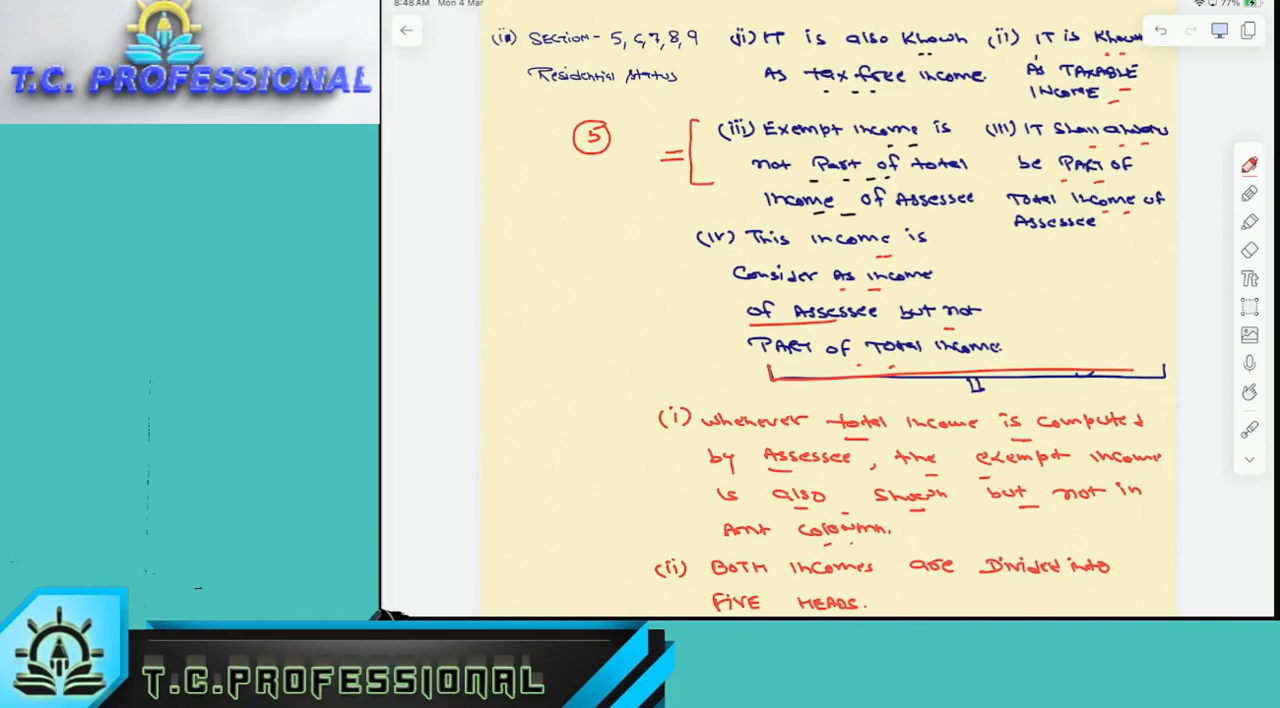 8:48 AM Mon 4 Mar
77%
T.C. PROFESSIONAL
(ii) SECTION - 5, 6, 7, 8, 9
Residential Status
(ii) IT is also Known
As tax free income.
(ii) IT is Known
As TAXABLE
INCOME
5
= (iii) Exempt income is
not Part of total
Income of Assessee
(III) IT Shall always
be PART OF
Total Income of
Assessee
(IV) This income is
Consider As income
of Assessee but not
PART of Total income.
(i) whenever total income is computed
by Assessee, the exempt income
is also shown but not in
Amt Column.
(ii) BOTH incomes are Divided into
FIVE HEADS.
Tt
T.C.PROFESSIONAL